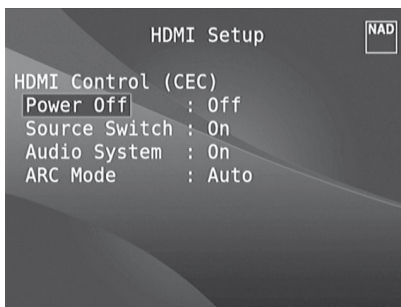 HDMI Setup
NAD
HDMI Control (CEC)
Power Off : Off
Source Switch : On
Audio System : On
ARC Mode : Auto